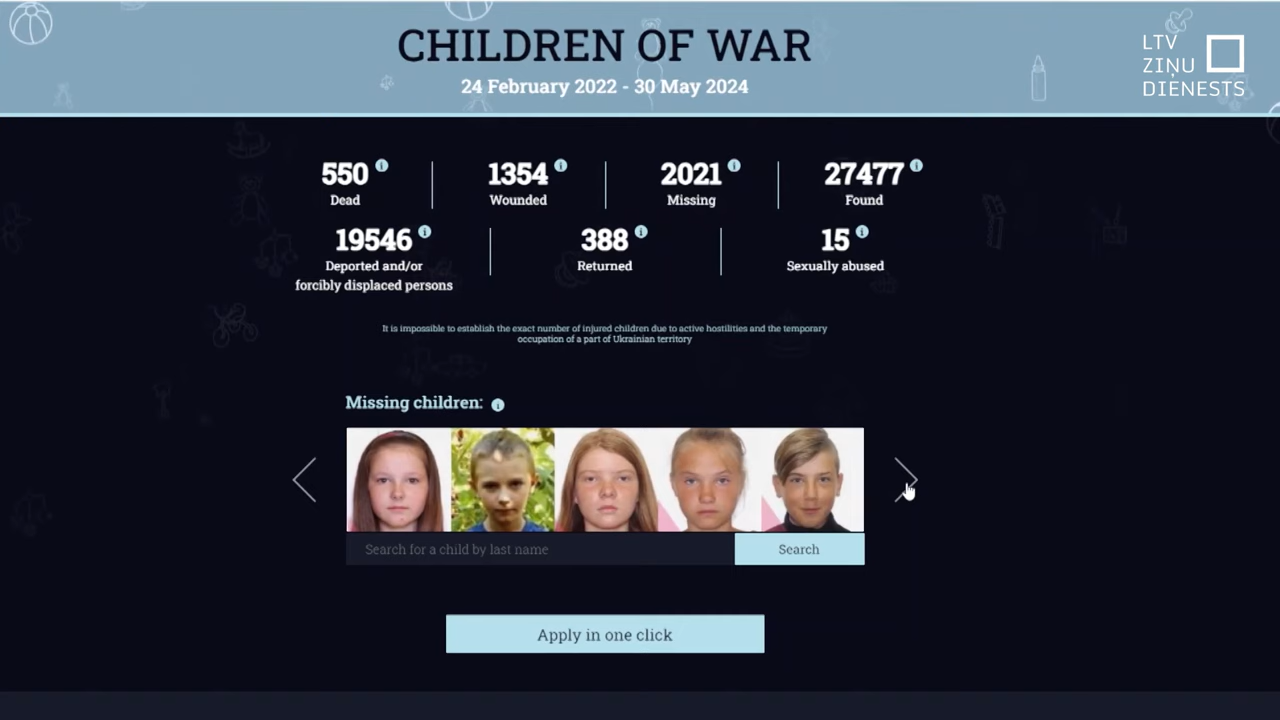 CHILDREN OF WAR
24 February 2022 - 30 May 2024
LTV
ZIŅU
DIENESTS
550
Dead
1354
Wounded
2021
Missing
27477
Found
19546
Deported and/or
forcibly displaced persons
388
Returned
15
Sexually abused
It is impossible to establish the exact number of injured children due to active hostilities and the temporary
occupation of a part of Ukrainian territory
Missing children:
Search for a child by last name
Search
Apply in one click